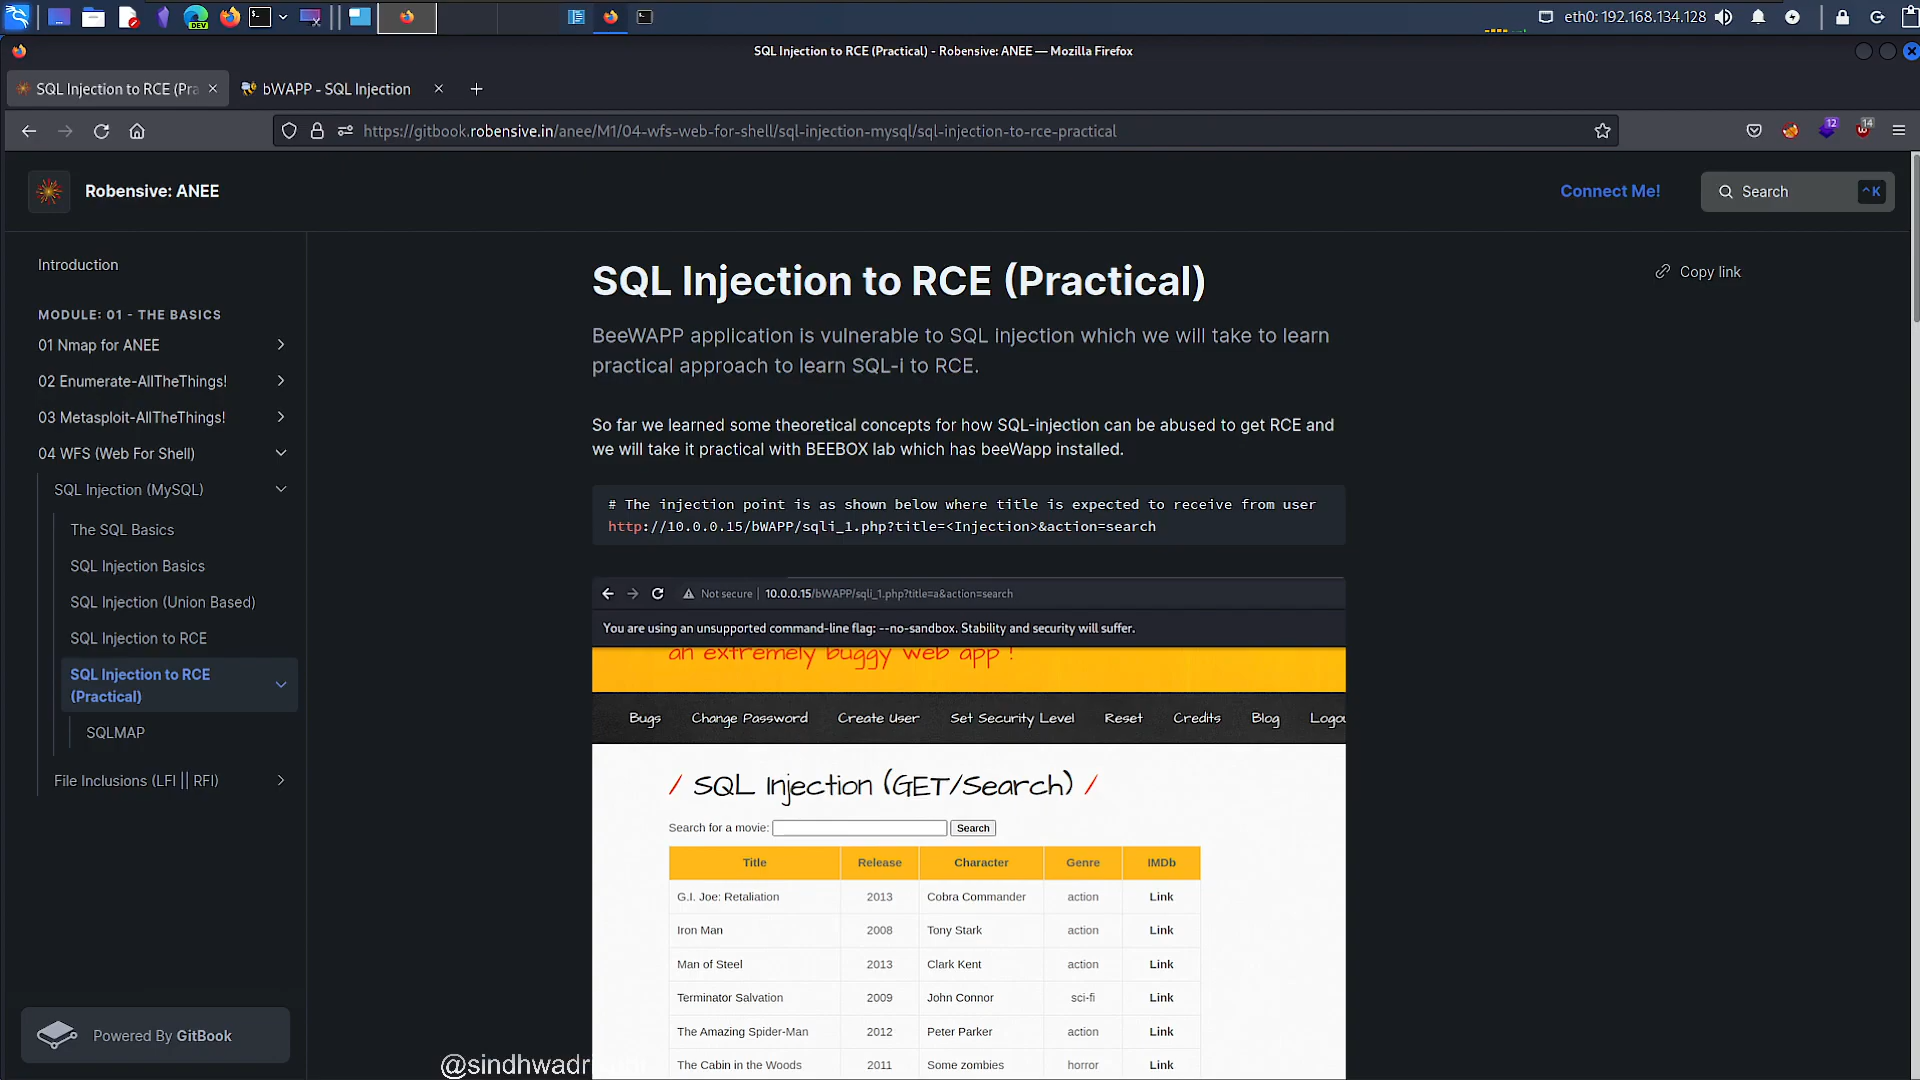 eth0: 192.168.134.128
SQL Injection to RCE (Practical) - Robensive: ANEE — Mozilla Firefox
SQL Injection to RCE (Pra
bWAPP - SQL Injection
https://gitbook.robensive.in/anee/M1/04-wfs-web-for-shell/sql-injection-mysql/sql-injection-to-rce-practical
12
14
Robensive: ANEE
Connect Me!
Search
^K
Introduction
MODULE: 01 - THE BASICS
01 Nmap for ANEE
02 Enumerate-AllTheThings!
03 Metasploit-AllTheThings!
04 WFS (Web For Shell)
SQL Injection (MySQL)
The SQL Basics
SQL Injection Basics
SQL Injection (Union Based)
SQL Injection to RCE
SQL Injection to RCE
(Practical)
SQLMAP
File Inclusions (LFI || RFI)
Powered By GitBook
SQL Injection to RCE (Practical)
Copy link
BeeWAPP application is vulnerable to SQL injection which we will take to learn
practical approach to learn SQL-i to RCE.
So far we learned some theoretical concepts for how SQL-injection can be abused to get RCE and
we will take it practical with BEEBOX lab which has beeWapp installed.
# The injection point is as shown below where title is expected to receive from user
http://10.0.0.15/bWAPP/sqli_1.php?title=<Injection>&action=search
Not secure | 10.0.0.15/bWAPP/sqli_1.php?title=a&action=search
You are using an unsupported command-line flag: --no-sandbox. Stability and security will suffer.
an extremely buggy web app !
Bugs Change Password Create User Set Security Level Reset Credits Blog Logou
/ SQL Injection (GET/Search) /
Search for a movie: Search
Title Release Character Genre IMDb
G.I. Joe: Retaliation 2013 Cobra Commander action Link
Iron Man 2008 Tony Stark action Link
Man of Steel 2013 Clark Kent action Link
Terminator Salvation 2009 John Connor sci-fi Link
The Amazing Spider-Man 2012 Peter Parker action Link
The Cabin in the Woods 2011 Some zombies horror Link